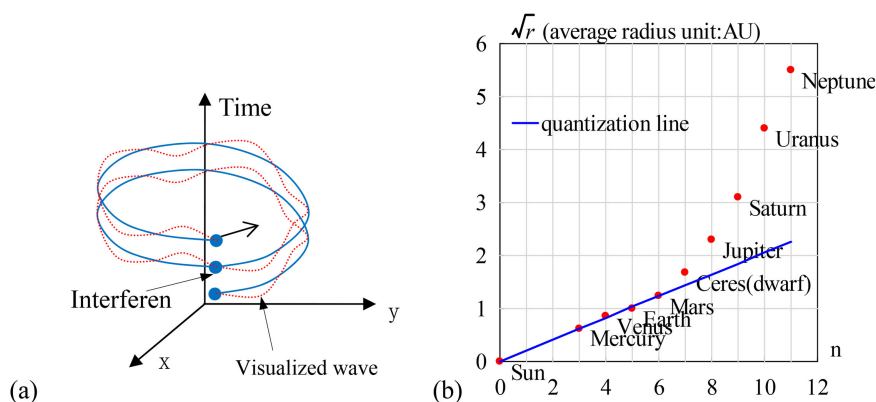 Time
Interferen
y
x
Visualized wave
(a)
√r (average radius unit:AU)
6
5
4
3
2
1
0
quantization line
Neptune
Uranus
Saturn
Jupiter
Ceres(dwarf)
Mars
Earth
Venus
Mercury
Sun
n
0 2 4 6 8 10 12
(b)